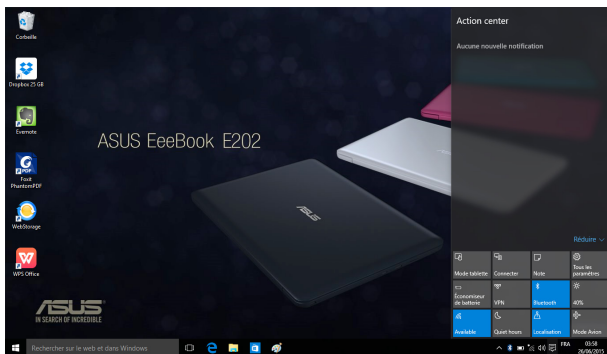 Corbeille
Dropbox 25 GB
Evernote
Foxit
PhantomPDF
WebStorage
WPS Office
ASUS EeeBook E202
ASUS
ASUS
IN SEARCH OF INCREDIBLE
Action center
Aucune nouvelle notification
Réduire
Mode tablette
Connecter
Note
Tous les
paramètres
Économiseur
de batterie
VPN
Bluetooth
40%
Available
Quiet hours
Localisation
Mode Avion
Rechercher sur le web et dans Windows
FRA
03:58
26/06/2015